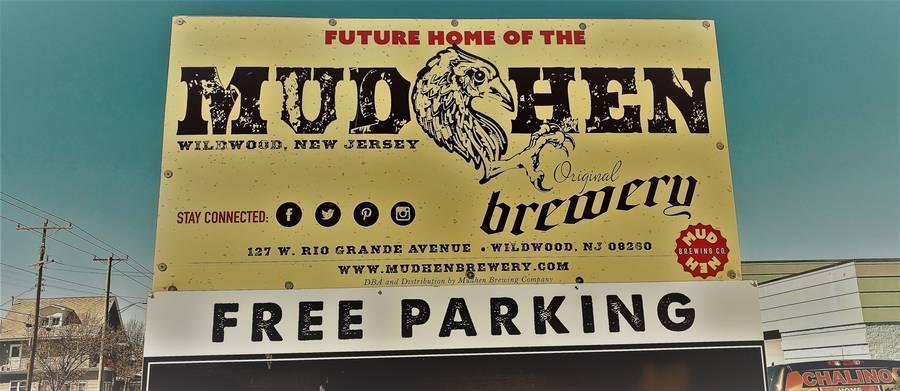 FUTURE HOME OF THE
MUD HEN
WILDWOOD, NEW JERSEY
Original
brewery
STAY CONNECTED:
127 W. RIO GRANDE AVENUE • WILDWOOD, NJ 08260
WWW.MUDHENBREWERY.COM
DBA and Distribution by Mudhen Brewing Company
MUD
BREWING CO.
HEN
FREE PARKING
CHALINO
HOME